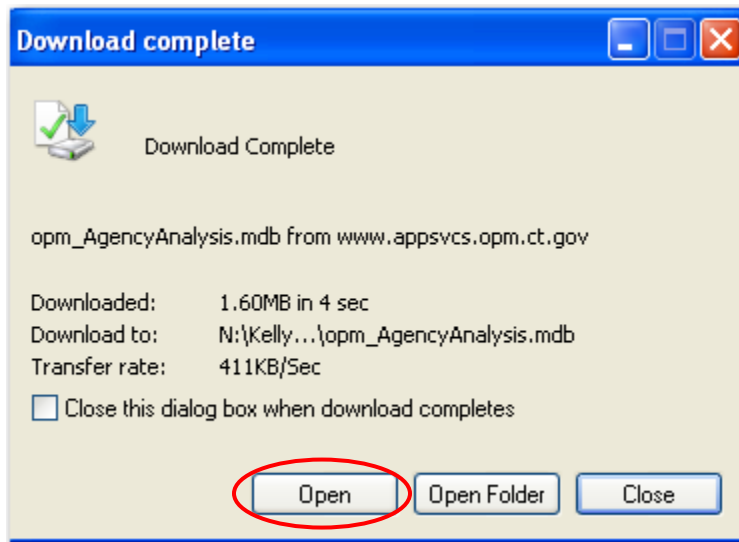 Download complete
Download Complete
opm_AgencyAnalysis.mdb from www.appsvcs.opm.ct.gov
Downloaded: 1.60MB in 4 sec
Download to: N:\Kelly...\opm_AgencyAnalysis.mdb
Transfer rate: 411KB/Sec
Close this dialog box when download completes
Open Open Folder Close